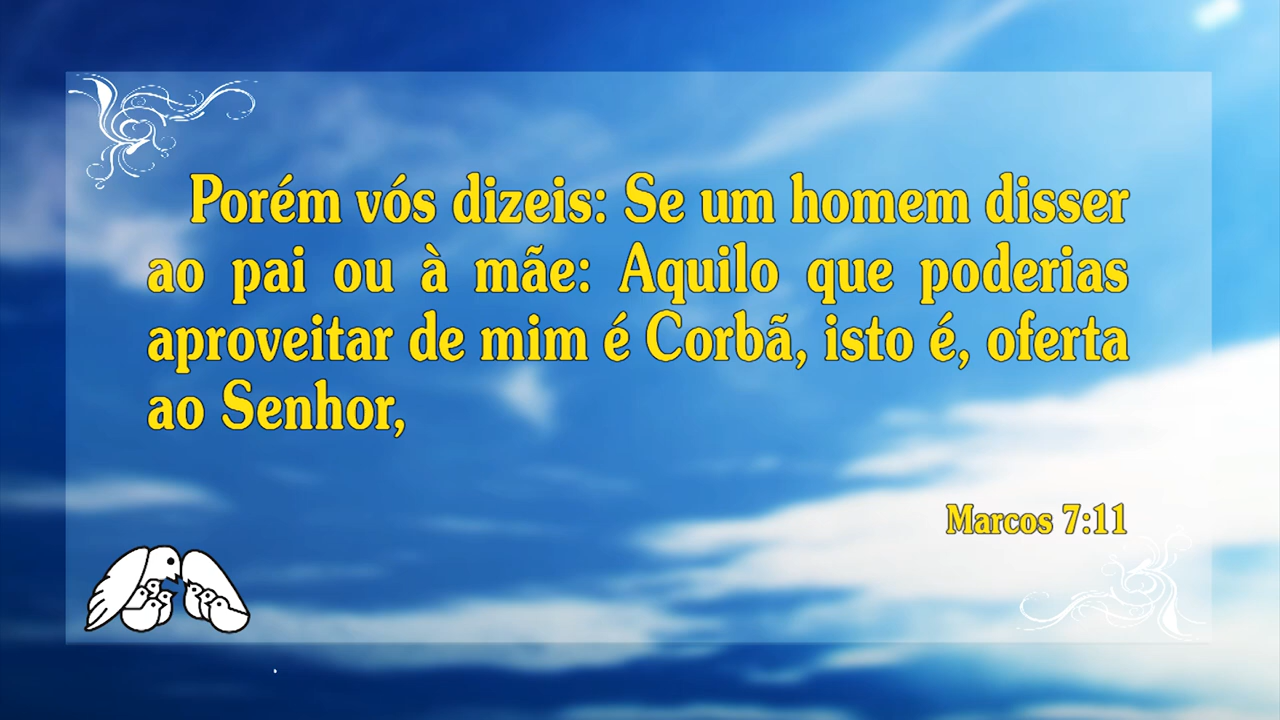 Porém vós dizeis: Se um homem disser
ao pai ou à mãe: Aquilo que poderias
aproveitar de mim é Corbã, isto é, oferta
ao Senhor,
Marcos 7:11